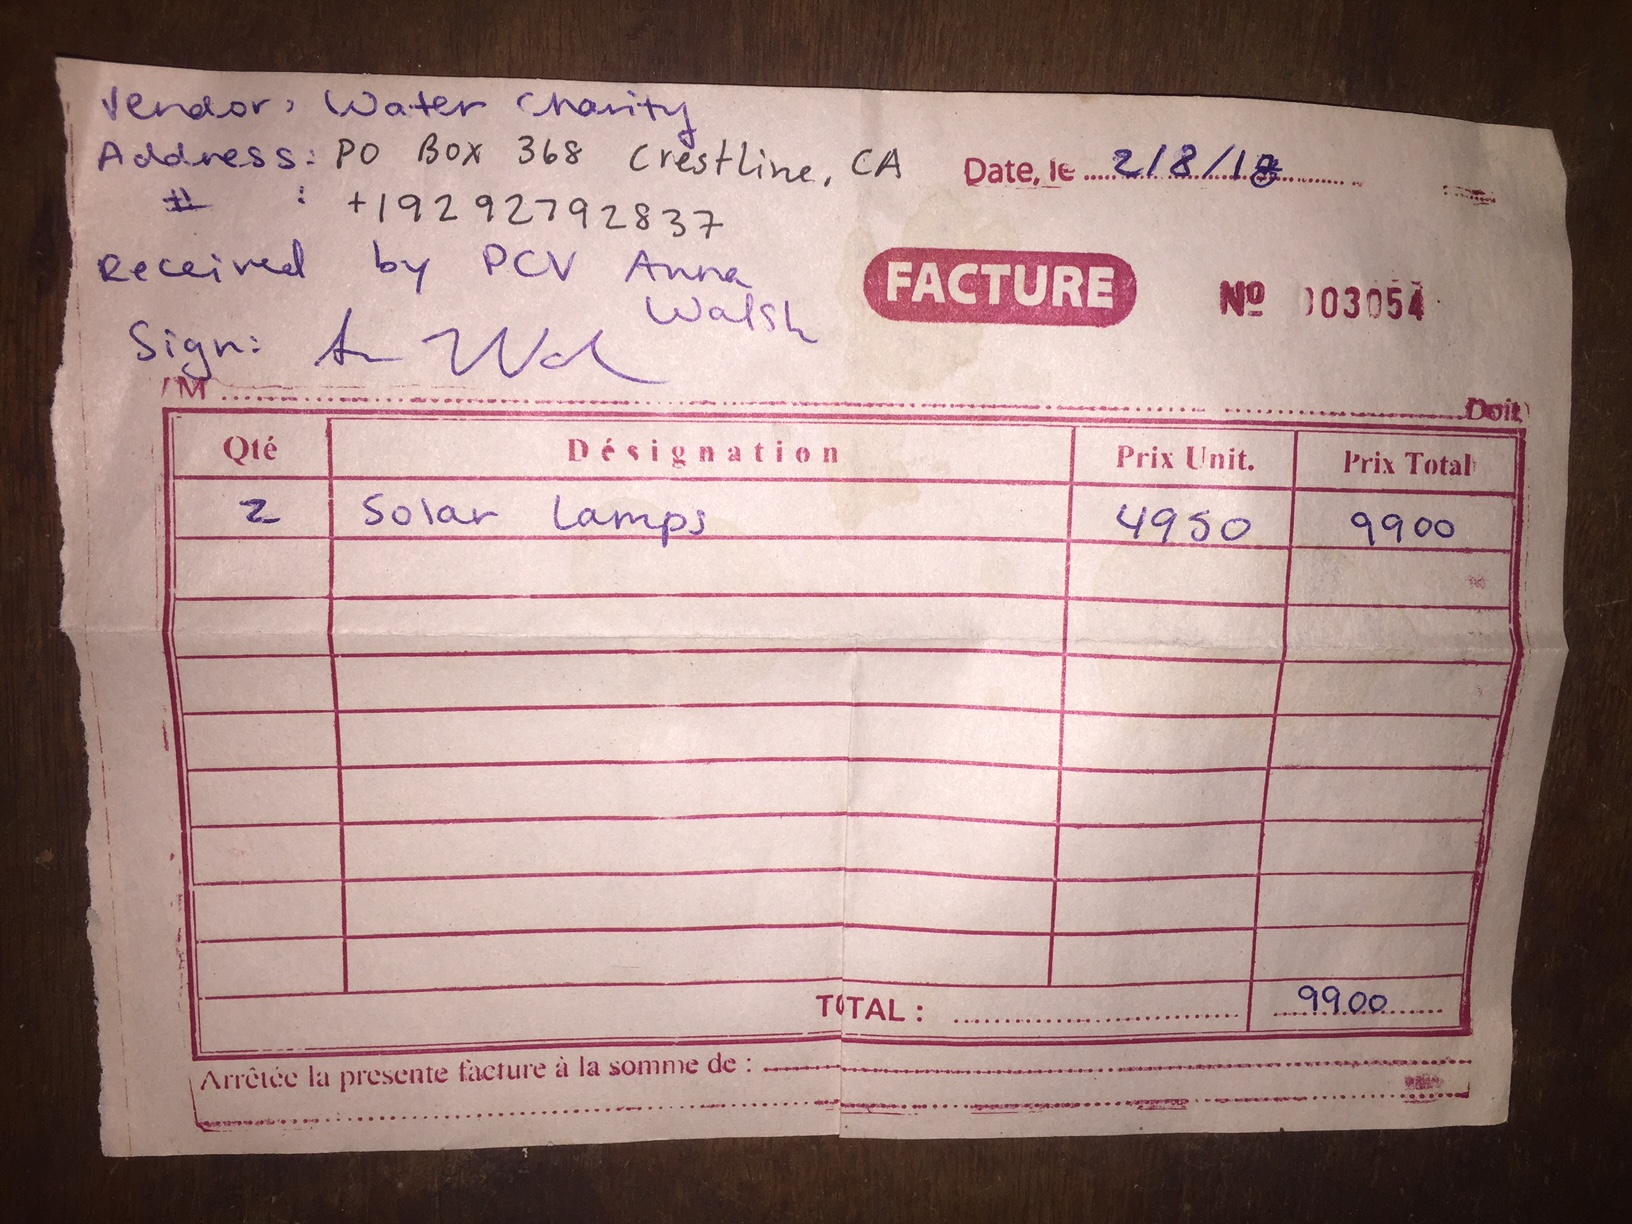 Vendor: Water Charity
Address: PO Box 368 Crestline, CA
Date, le 2/8/18
# : +19292792837
Received by PCV Anna
Walsh
FACTURE
Nº 003054
Sign:
/M
Doit
Qté Désignation Prix Unit. Prix Total
2 Solar Lamps 4950 9900
TOTAL : 9900
Arrêtée la presente facture à la somme de :